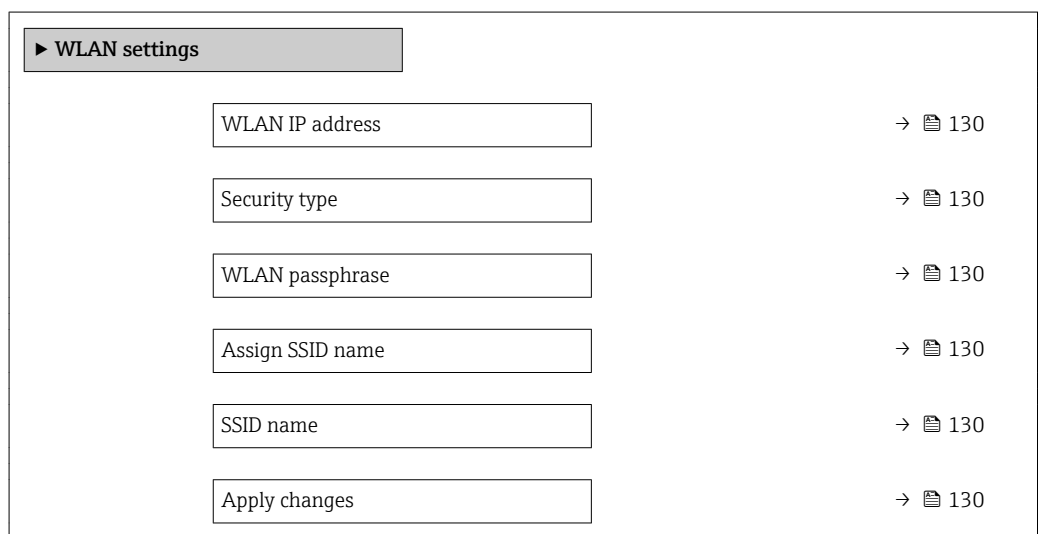 ▶ WLAN settings
WLAN IP address → 130
Security type → 130
WLAN passphrase → 130
Assign SSID name → 130
SSID name → 130
Apply changes → 130